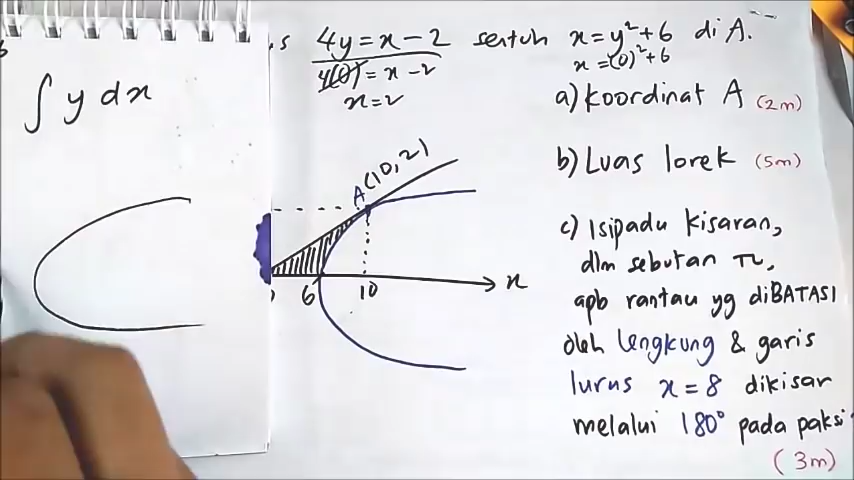 ∫ y dx
s 4y = x - 2 sentuh x = y² + 6 di A.
4(0) = x - 2
x = 2
x = (0)² + 6
a) Koordinat A (2m)
b) Luas lorek (5m)
c) Isipadu kisaran,
dlm sebutan π,
apb rantau yg diBATASI
oleh lengkung & garis
lurus x = 8 dikisar
melalui 180° pada paksi
(3m)
A(10, 2)
6 10 x